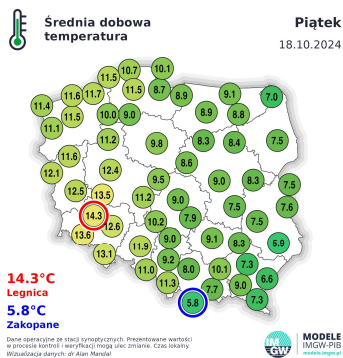 Średnia dobowa
temperatura
Piątek
18.10.2024
10.7 10.1
11.5
11.6 11.7 11.5 8.7 8.9 9.1 7.0
11.4
11.5 10.0 9.0 8.9 8.8
11.1
11.2 9.8 8.3 8.4 7.5
11.6
8.6
12.1 12.4
9.5 9.0 8.3 7.5
12.5 13.5 11.2 9.0
7.5 7.6
14.3 10.2 7.9
12.6
13.6 9.0 9.1 8.3 6.9
11.9
13.1 9.2
11.0 8.0 10.1 7.3
11.3 6.6
7.7 9.0
5.8 7.3
14.3°C
Legnica
5.8°C
Zakopane
Dane operacyjne ze stacji synoptycznych. Prezentowane wartości
w procesie kontroli i weryfikacji mogą ulec zmianie. Czas lokalny.
Wizualizacja danych: dr Alan Mandal
IM
GW
MODELE
IMGW-PIB
modele.imgw.pl